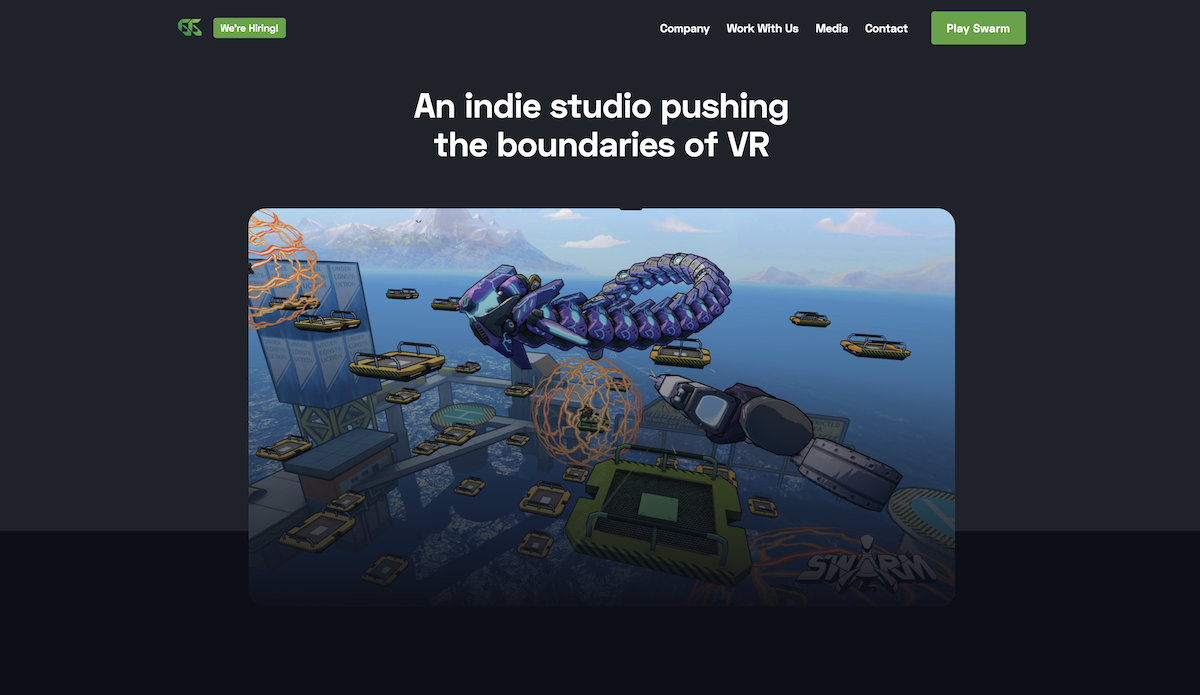 We're Hiring!
Company
Work With Us
Media
Contact
Play Swarm
An indie studio pushing
the boundaries of VR
SWARM